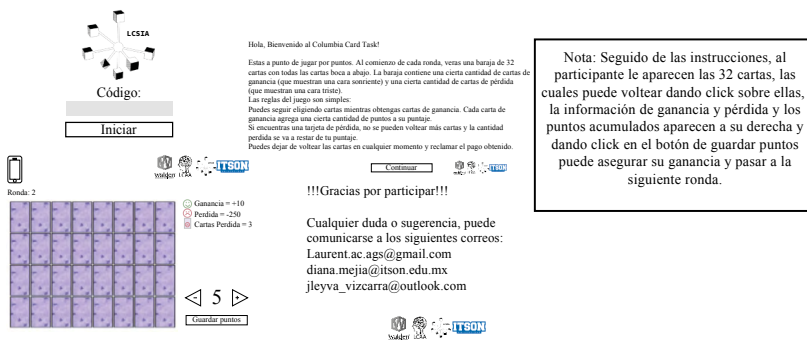 LCSIA
Código:
Iniciar
Hola, Bienvenido al Columbia Card Task!
Estas a punto de jugar por puntos. Al comienzo de cada ronda, veras una baraja de 32
cartas con todas las cartas boca a abajo. La baraja contiene una cierta cantidad de cartas de
ganancia (que muestran una cara sorriente) y una cierta cantidad de cartas de pérdida
(que muestran una cara triste).
Las reglas del juego son simples:
Puedes seguir eligiendo cartas mientras obtengas cartas de ganancia. Cada carta de
ganancia agrega una cierta cantidad de puntos a su puntaje.
Si encuentras una tarjeta de pérdida, no se pueden voltear más cartas y la cantidad
perdida se va a restar de tu puntaje.
Puedes dejar de voltear las cartas en cualquier momento y reclamar el pago obtenido.
Continuar
Walden LCAA ITSON
Walden LCAA ITSON
Ronda: 2
Ganancia = +10
Perdida = -250
Cartas Perdida = 3
5
Guardar puntos
!!!Gracias por participar!!!
Cualquier duda o sugerencia, puede
comunicarse a los siguientes correos:
Laurent.ac.ags@gmail.com
diana.mejia@itson.edu.mx
jleyva_vizcarra@outlook.com
Walden LCAA ITSON
Nota: Seguido de las instrucciones, al
participante le aparecen las 32 cartas, las
cuales puede voltear dando click sobre ellas,
la información de ganancia y pérdida y los
puntos acumulados aparecen a su derecha y
dando click en el botón de guardar puntos
puede asegurar su ganancia y pasar a la
siguiente ronda.